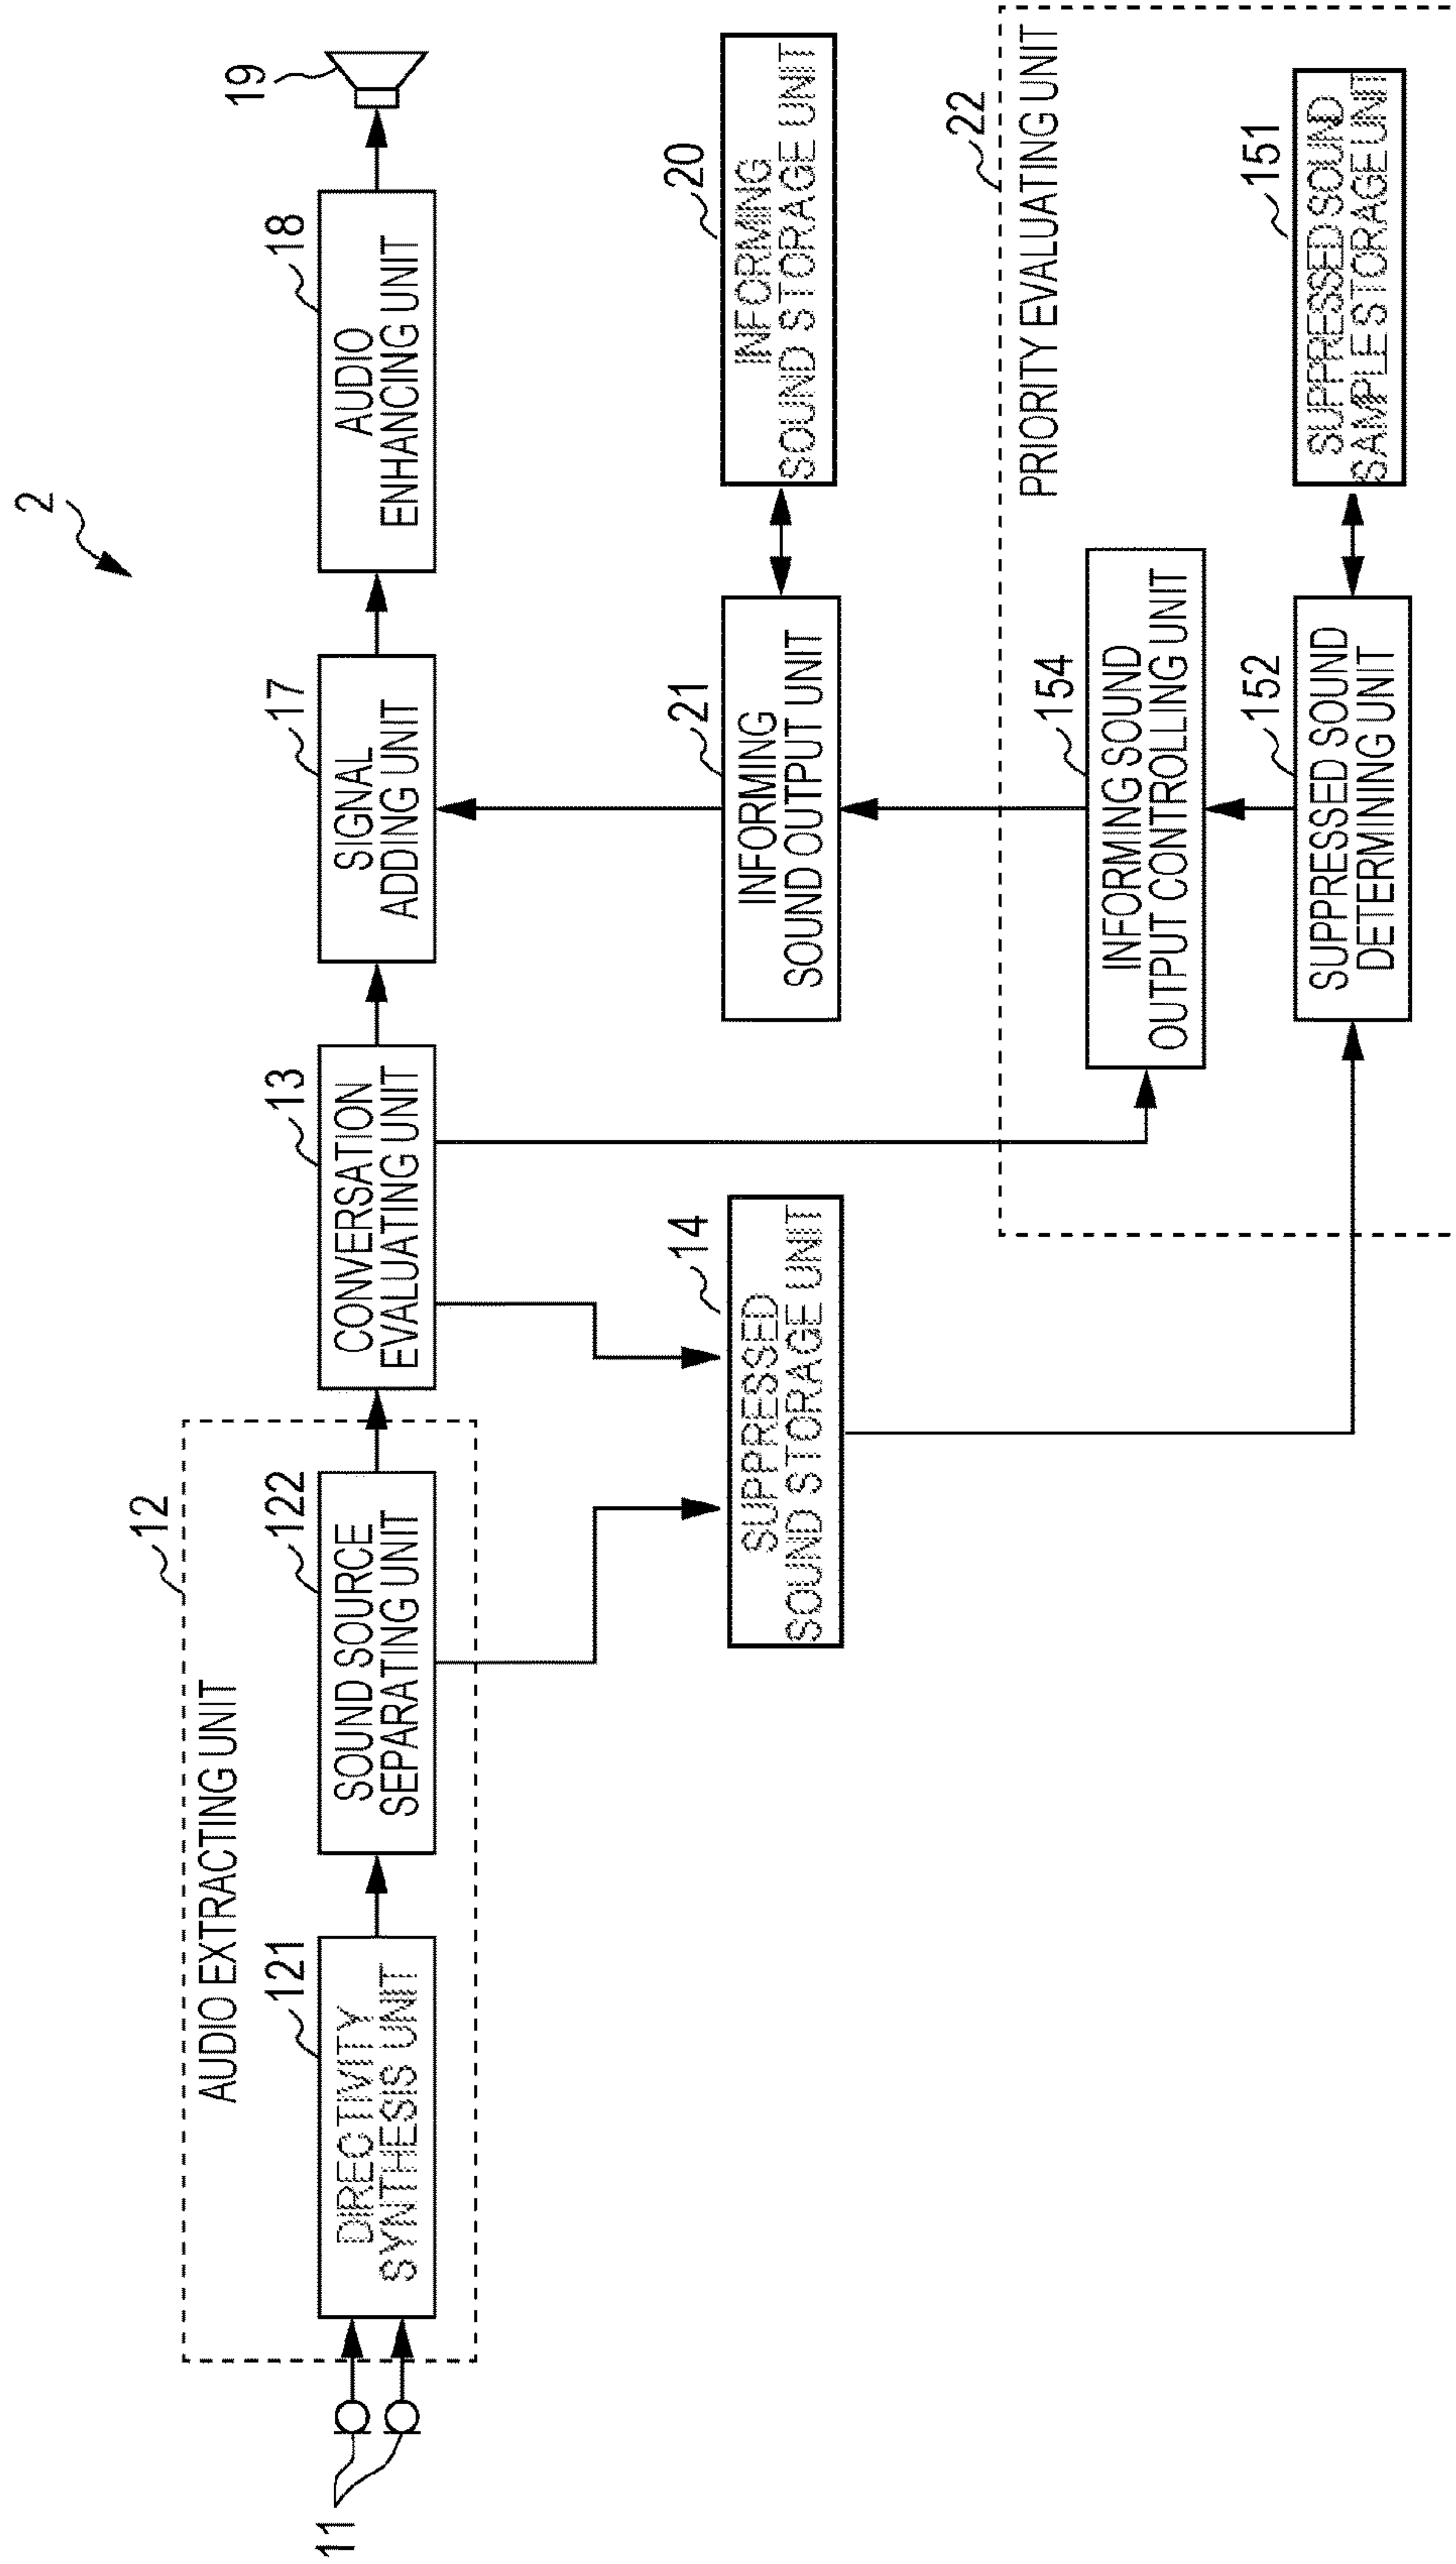 2
12
AUDIO EXTRACTING UNIT
11
121
DIRECTIVITY
SYNTHESIS UNIT
122
SOUND SOURCE
SEPARATING UNIT
13
CONVERSATION
EVALUATING UNIT
17
SIGNAL
ADDING UNIT
18
AUDIO
ENHANCING UNIT
19
14
SUPPRESSED
SOUND STORAGE UNIT
21
INFORMING
SOUND OUTPUT UNIT
20
INFORMING
SOUND STORAGE UNIT
22
PRIORITY EVALUATING UNIT
154
INFORMING SOUND
OUTPUT CONTROLLING UNIT
152
SUPPRESSED SOUND
DETERMINING UNIT
151
SUPPRESSED SOUND
SAMPLE STORAGE UNIT